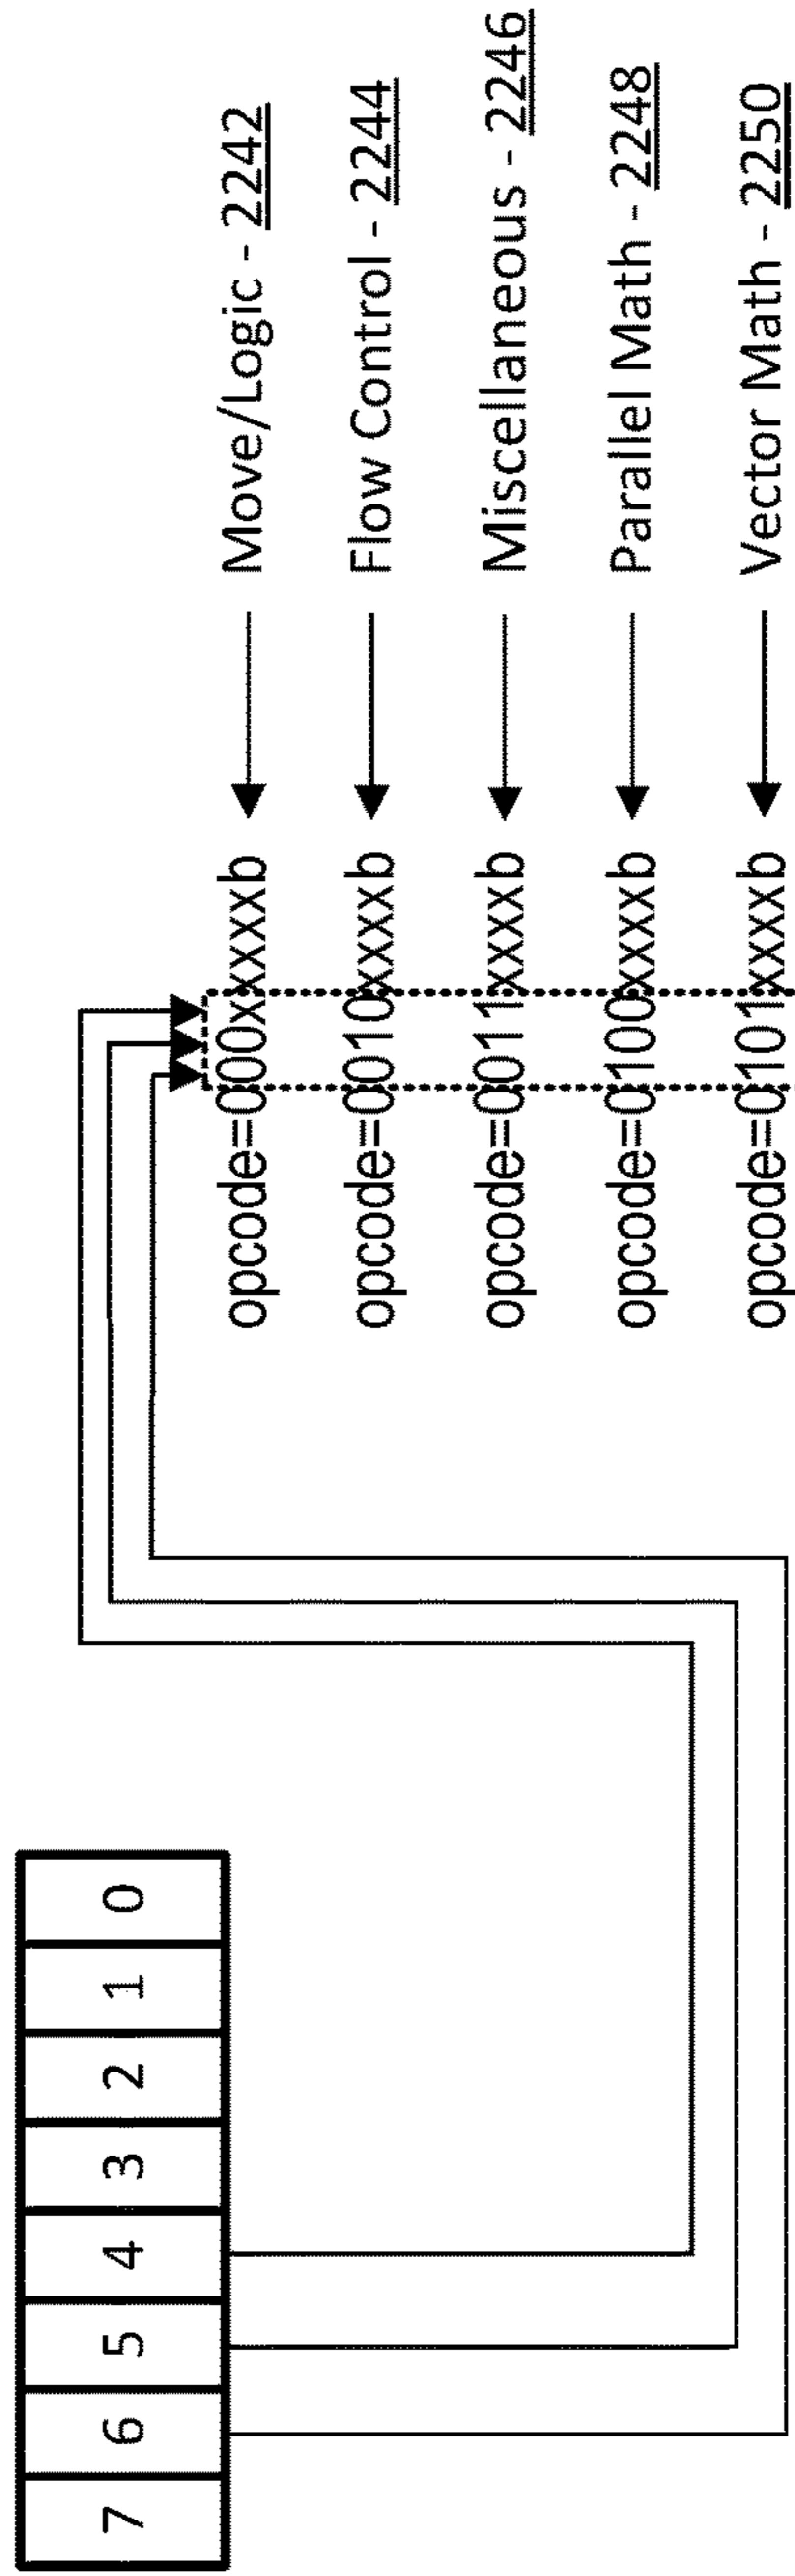 7 6 5 4 3 2 1 0
opcode=000xxxxxb Move/Logic - 2242
opcode=0010xxxxb Flow Control - 2244
opcode=0011xxxxb Miscellaneous - 2246
opcode=0100xxxxb Parallel Math - 2248
opcode=0101xxxxb Vector Math - 2250